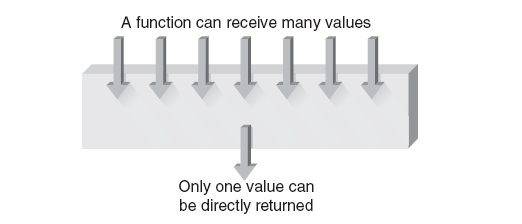 A function can receive many values
Only one value can
be directly returned